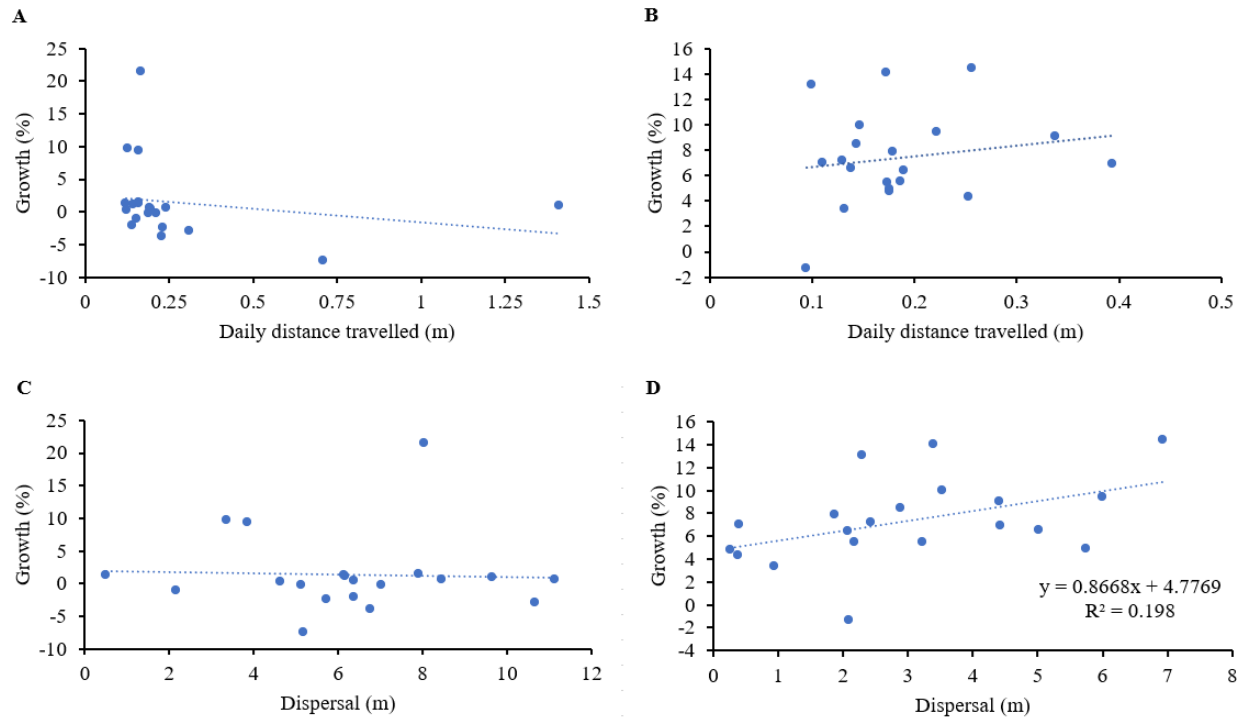 A
25
20
15
10
5
0
-5
-10
Growth (%)
0 0.25 0.5 0.75 1 1.25 1.5
Daily distance travelled (m)
B
16
14
12
10
8
6
4
2
0
-2
Growth (%)
0 0.1 0.2 0.3 0.4 0.5
Daily distance travelled (m)
C
25
20
15
10
5
0
-5
-10
Growth (%)
0 2 4 6 8 10 12
Dispersal (m)
D
16
14
12
10
8
6
4
2
0
-2
-4
Growth (%)
y = 0.8668x + 4.7769
R² = 0.198
0 1 2 3 4 5 6 7 8
Dispersal (m)